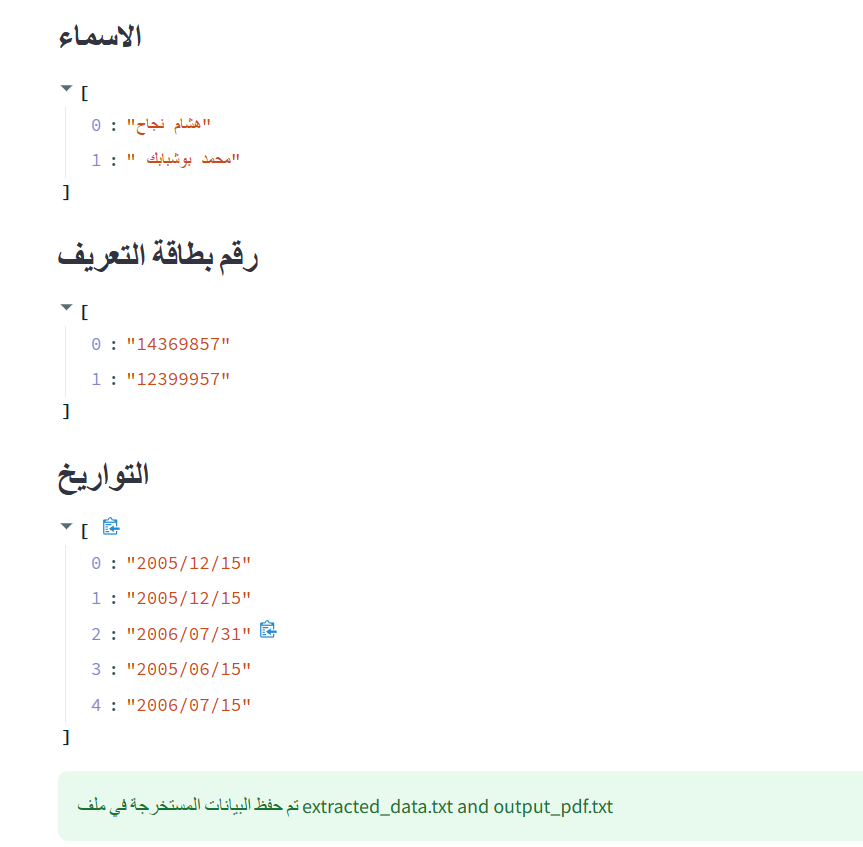 الاسماء
[
0 : "هشام نجاح"
1 : "محمد بوشبابك "
]
رقم بطاقة التعريف
[
0 : "14369857"
1 : "12399957"
]
التواريخ
[
0 : "2005/12/15"
1 : "2005/12/15"
2 : "2006/07/31"
3 : "2005/06/15"
4 : "2006/07/15"
]
تم حفظ البيانات المستخرجة في ملف extracted_data.txt and output_pdf.txt